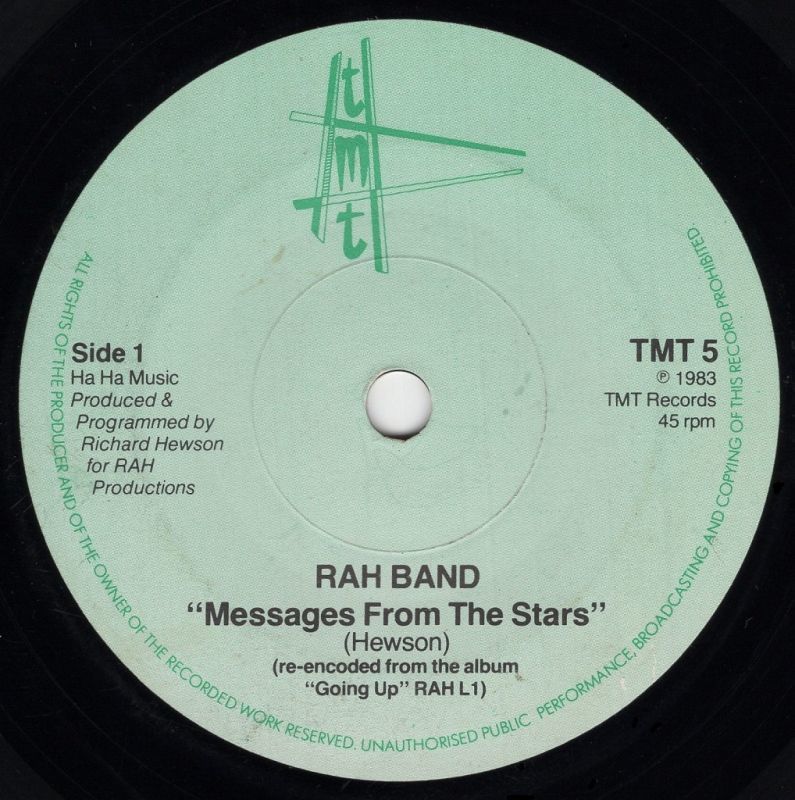 tmt
Side 1
Ha Ha Music
Produced &
Programmed by
Richard Hewson
for RAH
Productions
TMT 5
℗ 1983
TMT Records
45 rpm
RAH BAND
“Messages From The Stars”
(Hewson)
(re-encoded from the album
“Going Up” RAH L1)
ALL RIGHTS OF THE PRODUCER AND OF THE OWNER OF THE RECORDED WORK RESERVED. UNAUTHORISED PUBLIC PERFORMANCE, BROADCASTING AND COPYING OF THIS RECORD PROHIBITED